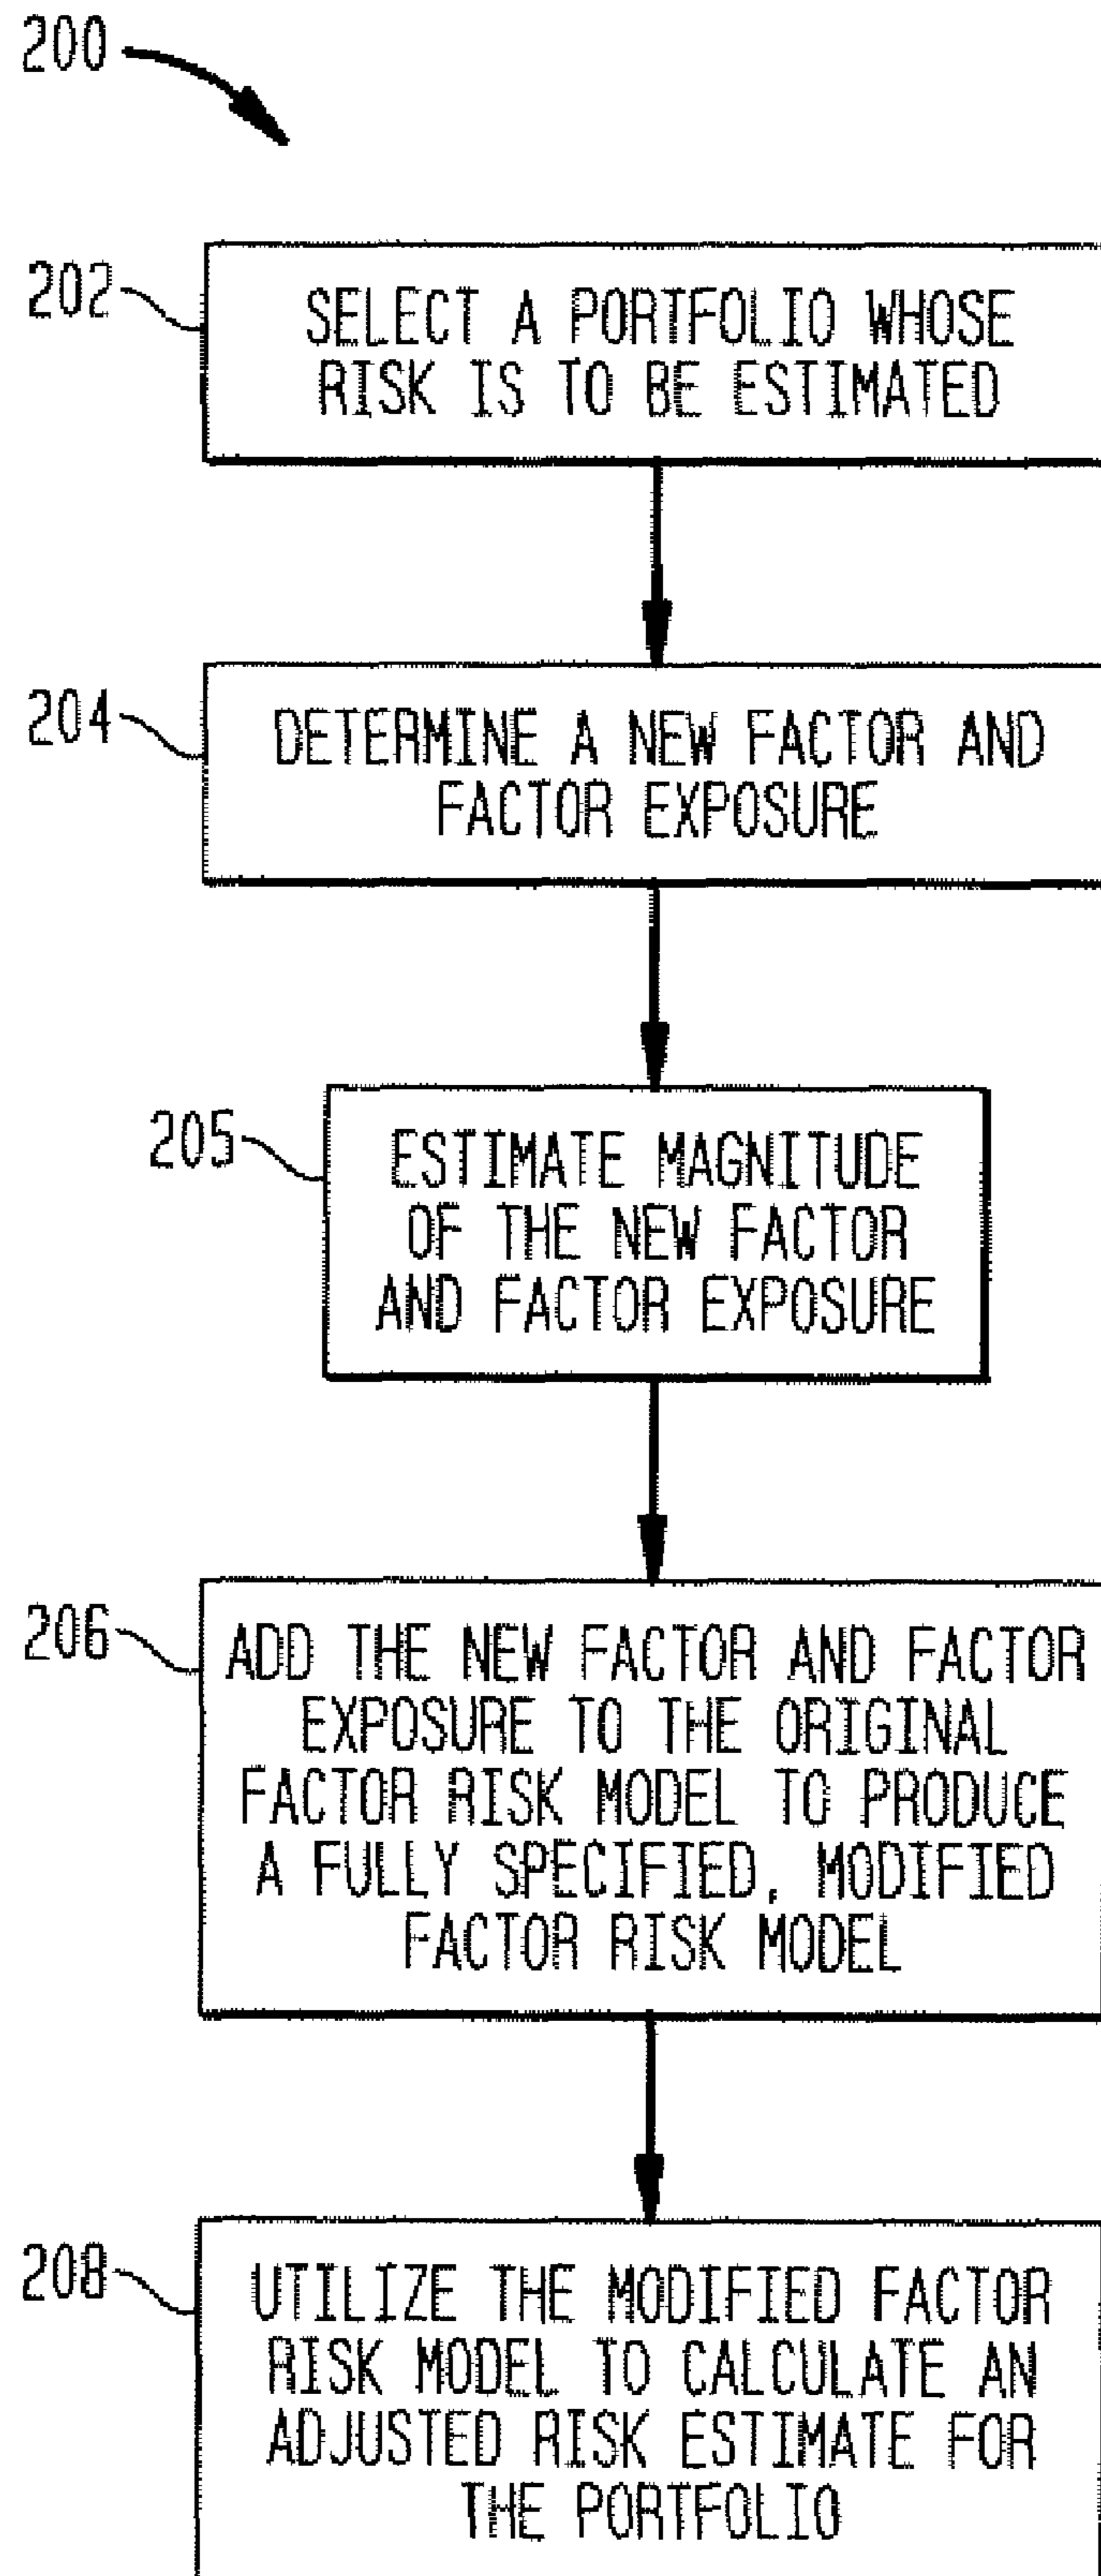 200
202
SELECT A PORTFOLIO WHOSE
RISK IS TO BE ESTIMATED
204
DETERMINE A NEW FACTOR AND
FACTOR EXPOSURE
205
ESTIMATE MAGNITUDE
OF THE NEW FACTOR
AND FACTOR EXPOSURE
206
ADD THE NEW FACTOR AND FACTOR
EXPOSURE TO THE ORIGINAL
FACTOR RISK MODEL TO PRODUCE
A FULLY SPECIFIED, MODIFIED
FACTOR RISK MODEL
208
UTILIZE THE MODIFIED FACTOR
RISK MODEL TO CALCULATE AN
ADJUSTED RISK ESTIMATE FOR
THE PORTFOLIO